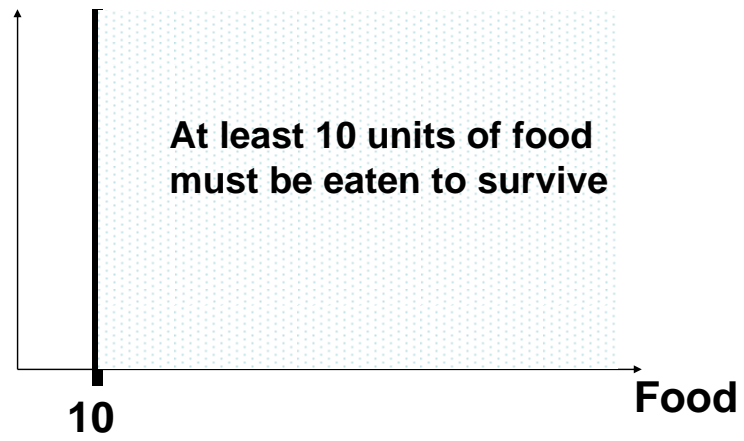 At least 10 units of food
must be eaten to survive
Food
10